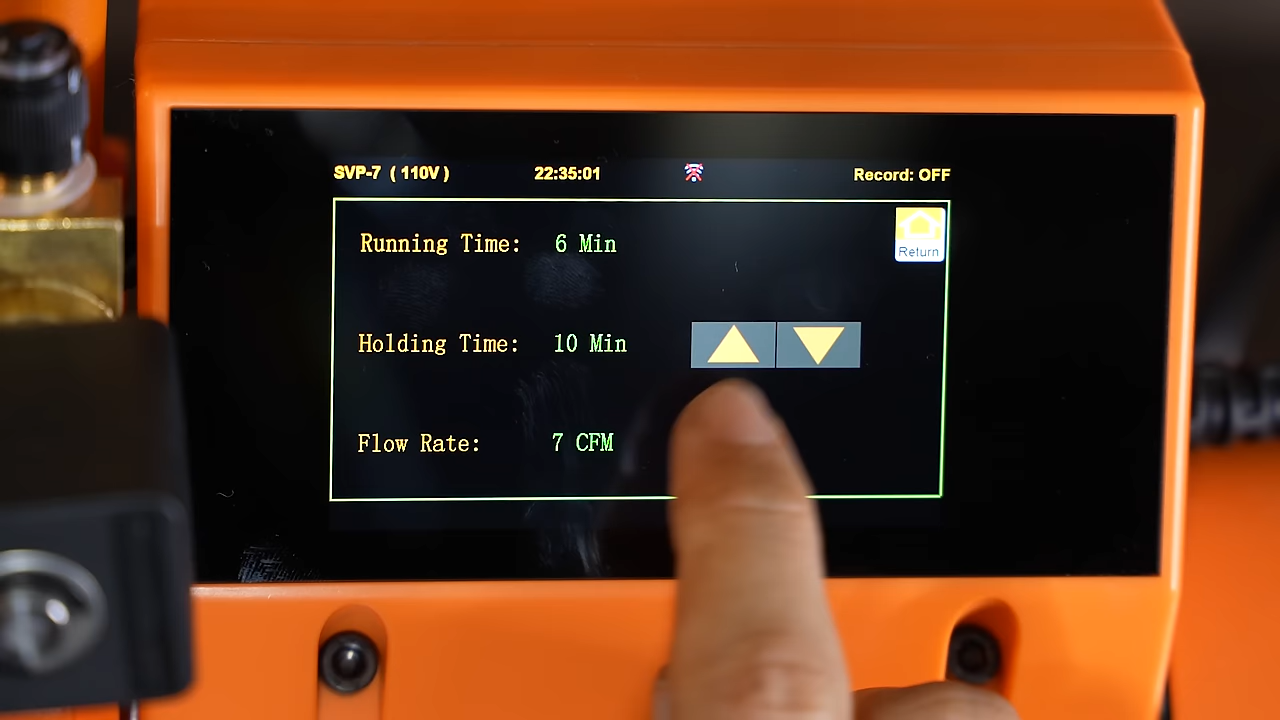 SVP-7 ( 110V ) 22:35:01 Record: OFF
Return
Running Time: 6 Min
Holding Time: 10 Min
Flow Rate: 7 CFM